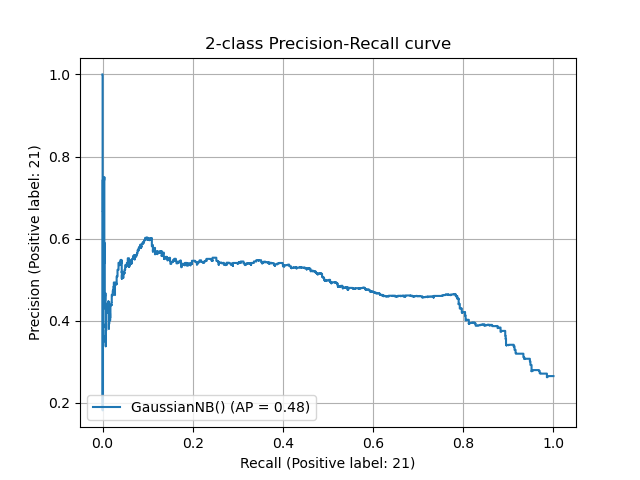 2-class Precision-Recall curve
Precision (Positive label: 21)
1.0
0.8
0.6
0.4
0.2
GaussianNB() (AP = 0.48)
0.0 0.2 0.4 0.6 0.8 1.0
Recall (Positive label: 21)